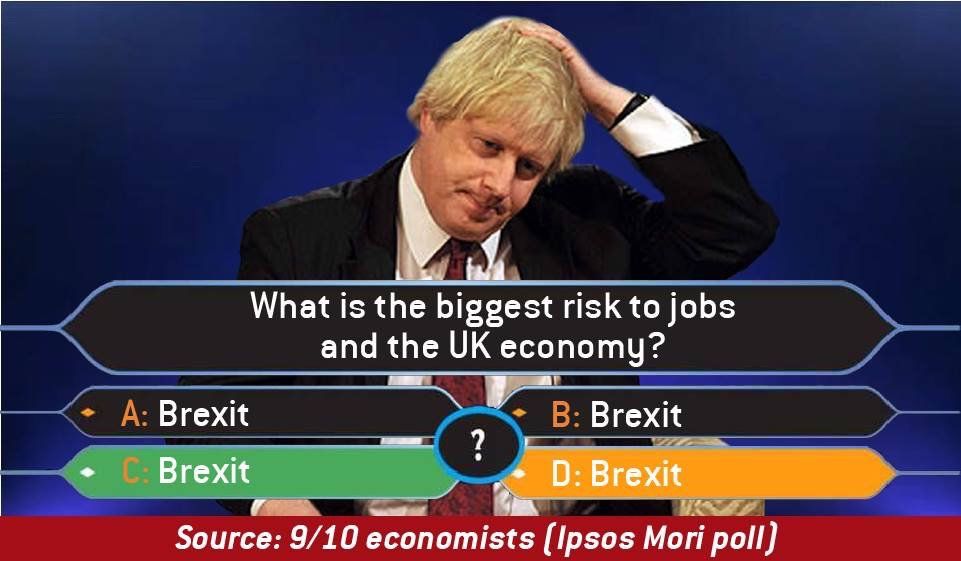 What is the biggest risk to jobs
and the UK economy?
A: Brexit
B: Brexit
?
C: Brexit
D: Brexit
Source: 9/10 economists (Ipsos Mori poll)